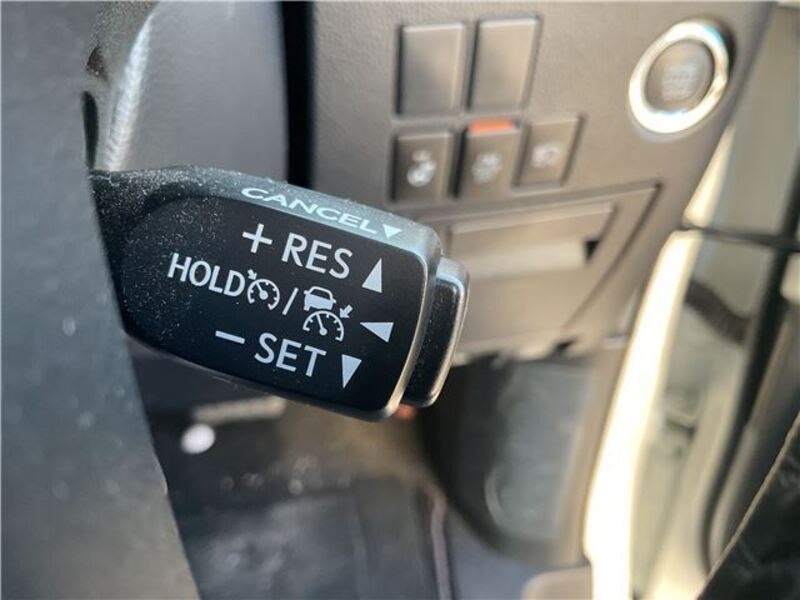 CANCEL▼
+ RES ▲
HOLD / ◀
− SET ▼